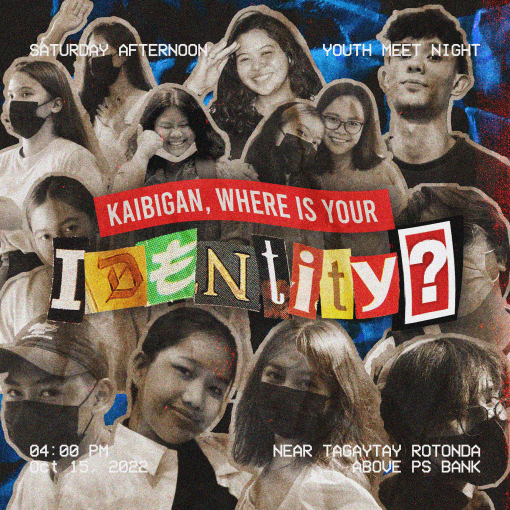 SATURDAY AFTERNOON
YOUTH MEET NIGHT
KAIBIGAN, WHERE IS YOUR
IDENtity?
04:00 PM
Oct 15, 2022
NEAR TAGAYTAY ROTONDA
ABOVE PS BANK